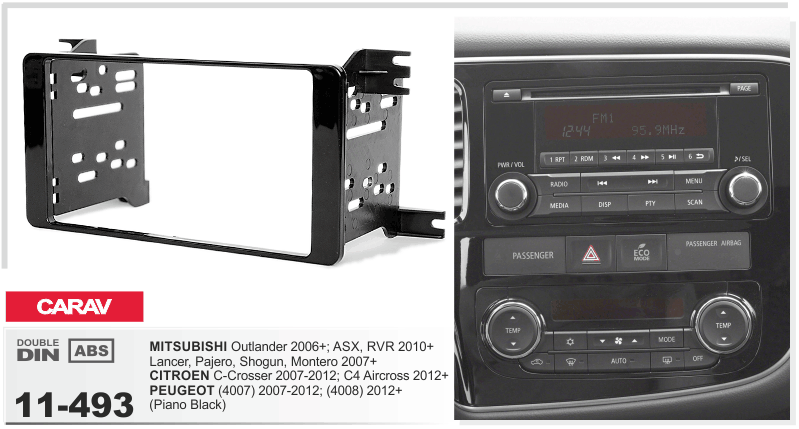 CARAV
DOUBLE
DIN
ABS
11-493
MITSUBISHI Outlander 2006+; ASX, RVR 2010+
Lancer, Pajero, Shogun, Montero 2007+
CITROEN C-Crosser 2007-2012; C4 Aircross 2012+
PEUGEOT (4007) 2007-2012; (4008) 2012+
(Piano Black)
PAGE
FM1
1244 95.9MHz
1 RPT 2 RDM 3 4 5 6
PWR / VOL
/ SEL
RADIO MENU
MEDIA DISP PTY SCAN
PASSENGER ECO MODE PASSENGER AIRBAG
TEMP MODE TEMP
AUTO OFF